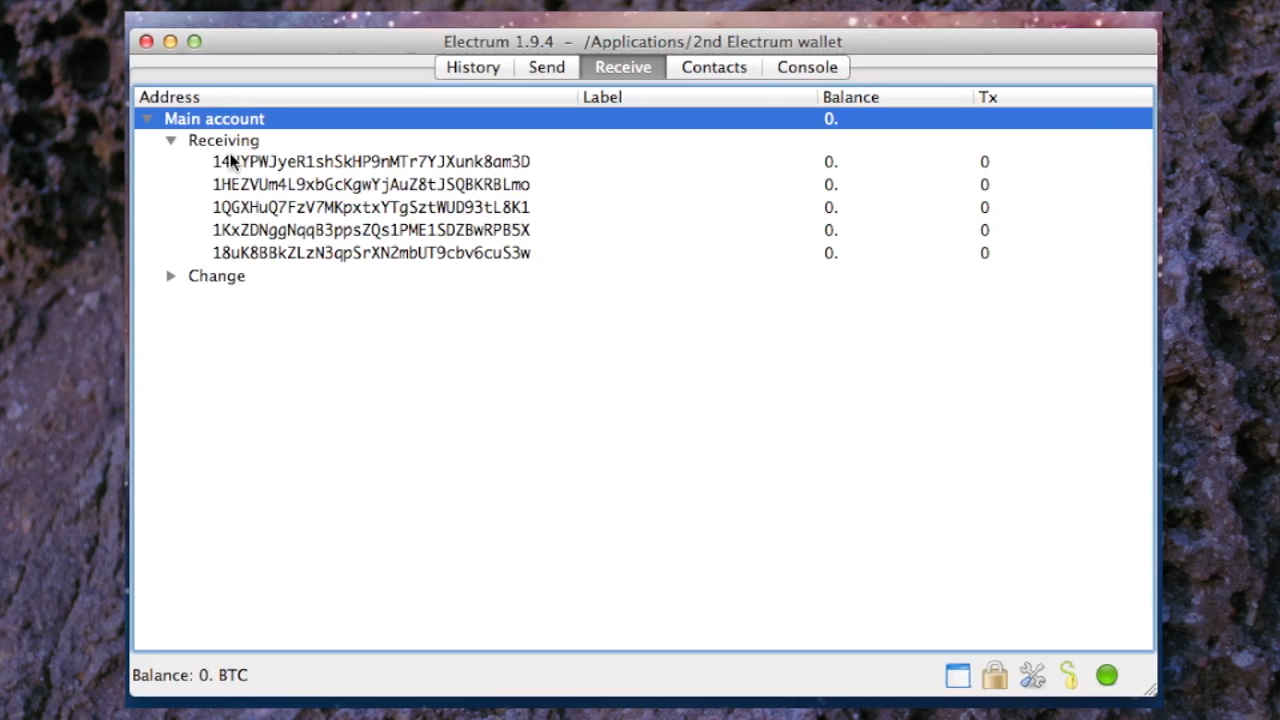 Electrum 1.9.4 – /Applications/2nd Electrum wallet
History Send Receive Contacts Console
Address Label Balance Tx
Main account 0.
Receiving
0. 0
1HEZVUm4L9xbGcKgwYjAuZ8tJSQBKRBLmo 0. 0
1QGXHuQ7FzV7MKpxtxYTgSztWUD93tL8K1 0. 0
1KxZDNggNqqB3ppsZQs1PME1SDZBwRPB5X 0. 0
18uK8BBkZLzN3qpSrXN2mbUT9cbv6cuS3w 0. 0
Change
Balance: 0. BTC